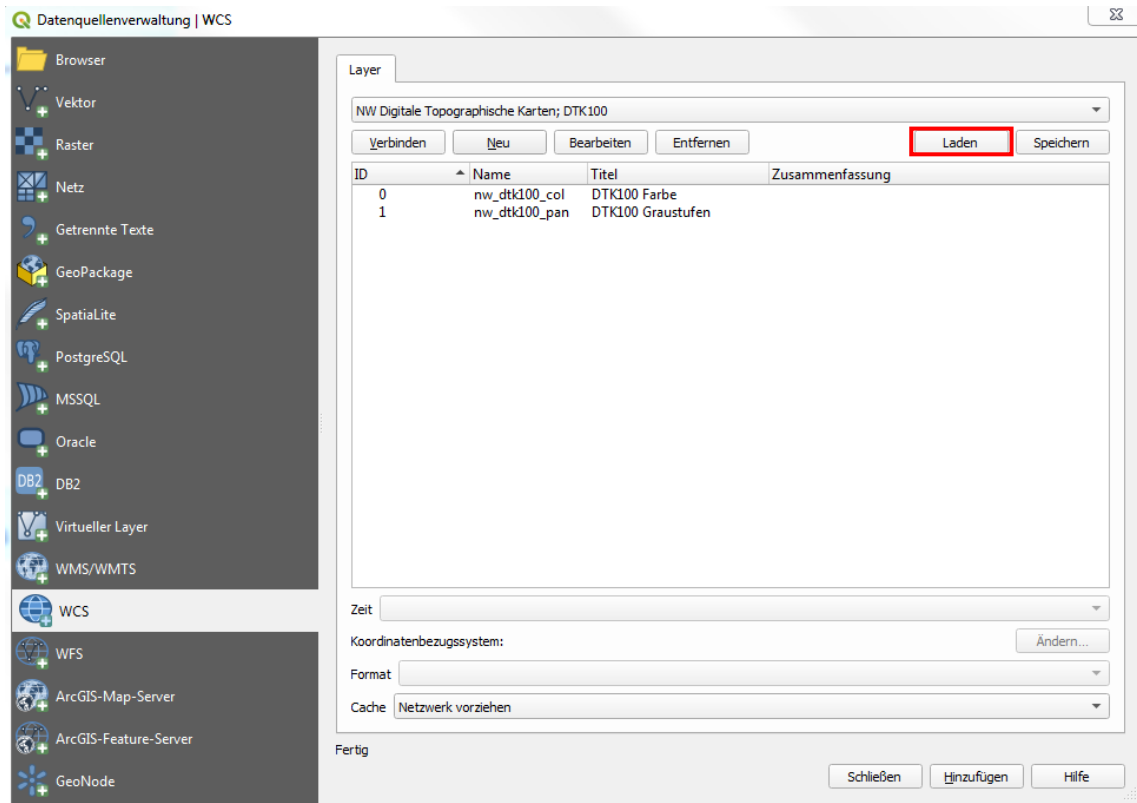 Datenquellenverwaltung | WCS
Browser
Vektor
Raster
Netz
Getrennte Texte
GeoPackage
SpatiaLite
PostgreSQL
MSSQL
Oracle
DB2
DB2
Virtueller Layer
WMS/WMTS
WCS
WFS
ArcGIS-Map-Server
ArcGIS-Feature-Server
GeoNode
Layer
NW Digitale Topographische Karten; DTK100
Verbinden Neu Bearbeiten Entfernen Laden Speichern
ID Name Titel Zusammenfassung
0 nw_dtk100_col DTK100 Farbe
1 nw_dtk100_pan DTK100 Graustufen
Zeit
Koordinatenbezugssystem: Ändern...
Format
Cache Netzwerk vorziehen
Fertig
Schließen Hinzufügen Hilfe